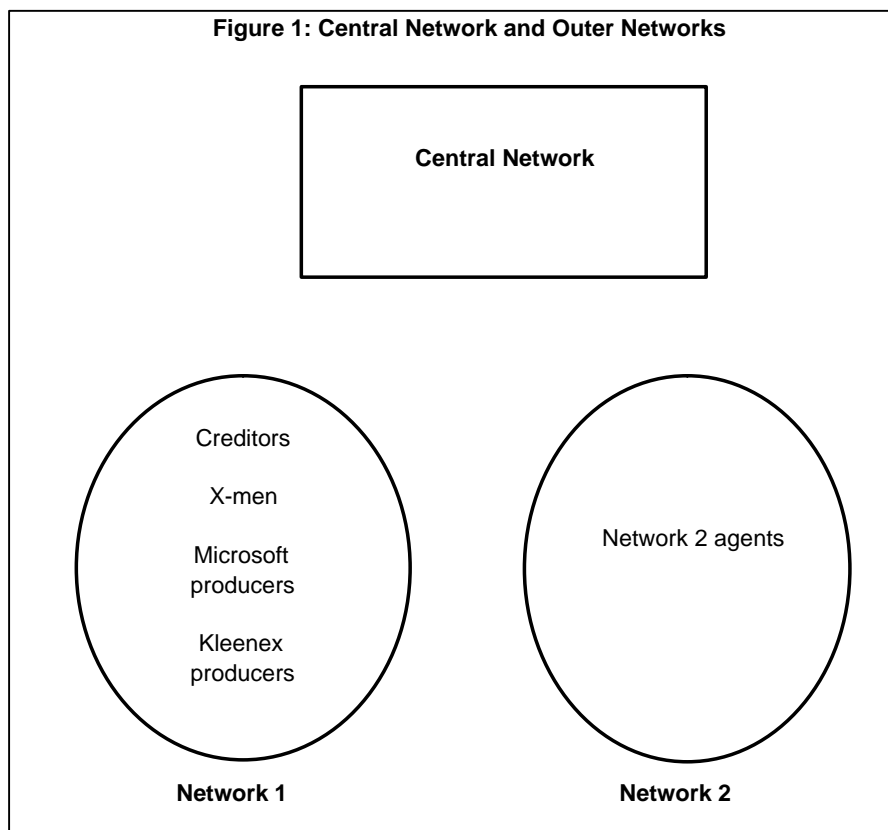 Figure 1: Central Network and Outer Networks
Central Network
Creditors
X-men
Microsoft
producers
Kleenex
producers
Network 2 agents
Network 1
Network 2